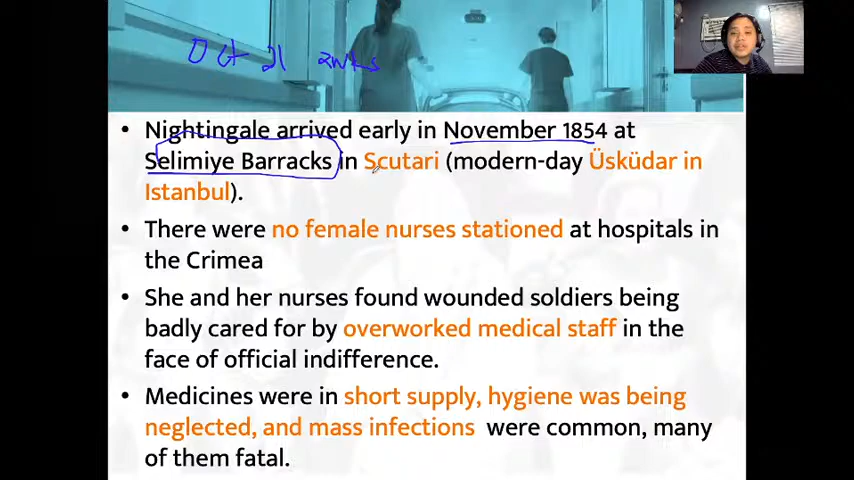 Oct 21 2wks
• Nightingale arrived early in November 1854 at
Selimiye Barracks in Scutari (modern-day Üsküdar in
Istanbul).
• There were no female nurses stationed at hospitals in
the Crimea
• She and her nurses found wounded soldiers being
badly cared for by overworked medical staff in the
face of official indifference.
• Medicines were in short supply, hygiene was being
neglected, and mass infections were common, many
of them fatal.